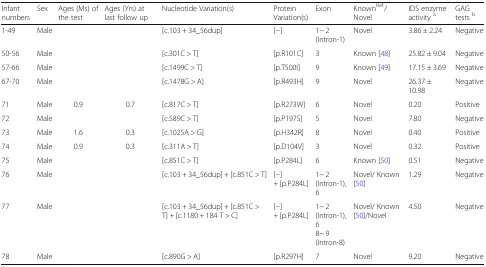 Infant numbers Sex Ages (Ms) of the test Ages (Yrs) at last follow up Nucleotide Variation(s) Protein Variation(s) Exon Known^Ref./ Novel IDS enzyme activity ^a GAG tests ^b
1-49 Male [c.103 + 34_56dup] [−] 1~ 2 (Intron-1) Novel 3.86 ± 2.24 Negative
50-56 Male [c.301C > T] [p.R101C] 3 Known [48] 25.82 ± 9.04 Negative
57-66 Male [c.1499C > T] [p.T500I] 9 Known [49] 17.15 ± 3.69 Negative
67-70 Male [c.1478G > A] [p.R493H] 9 Novel 26.37 ± 10.98 Negative
71 Male 0.9 0.7 [c.817C > T] [p.R273W] 6 Novel 0.20 Positive
72 Male [c.589C > T] [p.P197S] 5 Novel 7.80 Negative
73 Male 1.6 0.3 [c.1025A > G] [p.H342R] 8 Novel 0.40 Positive
74 Male 0.9 0.3 [c.311A > T] [p.D104V] 3 Novel 0.32 Positive
75 Male [c.851C > T] [p.P284L] 6 Known [50] 0.51 Negative
76 Male [c.103 + 34_56dup] + [c.851C > T] [−] + [p.P284L] 1~ 2 (Intron-1), 6 Novel/ Known [50] 1.29 Negative
77 Male [c.103 + 34_56dup] + [c.851C > T] + [c.1180 + 184 T > C] [−] + [p.P284L] 1~ 2 (Intron-1), 6 8~ 9 (Intron-8) Novel/ Known [50]/Novel 4.50 Negative
78 Male [c.890G > A] [p.R297H] 7 Novel 9.20 Negative